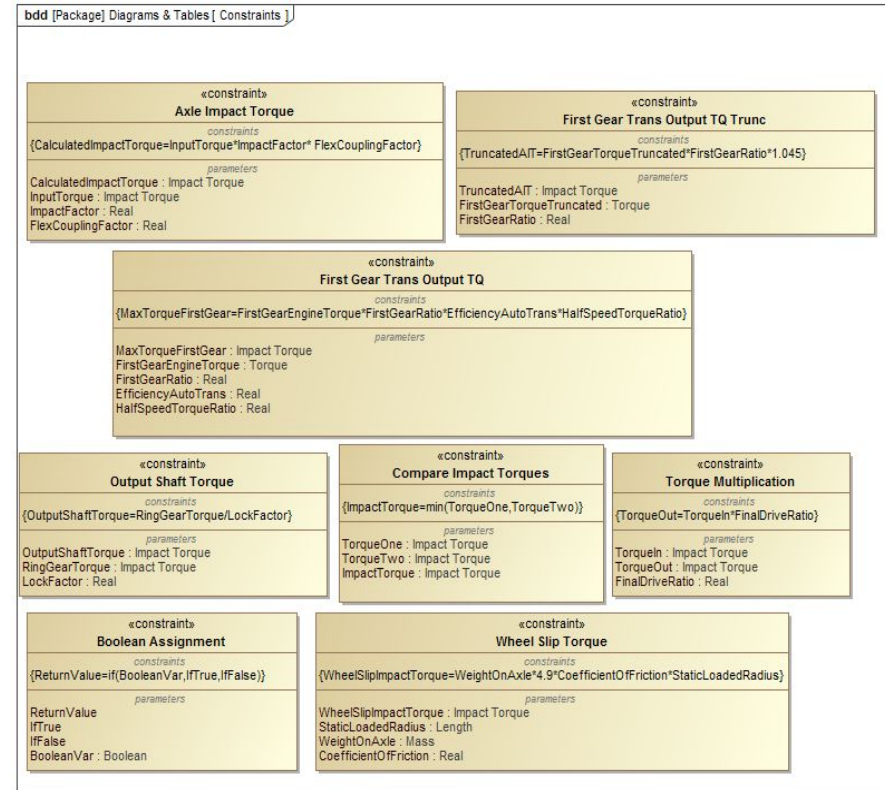 bdd [Package] Diagrams & Tables [ Constraints ]
«constraint»
Axle Impact Torque
constraints
{CalculatedImpactTorque=InputTorque*ImpactFactor* FlexCouplingFactor}
parameters
CalculatedImpactTorque : Impact Torque
InputTorque : Impact Torque
ImpactFactor : Real
FlexCouplingFactor : Real
«constraint»
First Gear Trans Output TQ Trunc
constraints
{TruncatedAIT=FirstGearTorqueTruncated*FirstGearRatio*1.045}
parameters
TruncatedAIT : Impact Torque
FirstGearTorqueTruncated : Torque
FirstGearRatio : Real
«constraint»
First Gear Trans Output TQ
constraints
{MaxTorqueFirstGear=FirstGearEngineTorque*FirstGearRatio*EfficiencyAutoTrans*HalfSpeedTorqueRatio}
parameters
MaxTorqueFirstGear : Impact Torque
FirstGearEngineTorque : Torque
FirstGearRatio : Real
EfficiencyAutoTrans : Real
HalfSpeedTorqueRatio : Real
«constraint»
Output Shaft Torque
constraints
{OutputShaftTorque=RingGearTorque/LockFactor}
parameters
OutputShaftTorque : Impact Torque
RingGearTorque : Impact Torque
LockFactor : Real
«constraint»
Compare Impact Torques
constraints
{ImpactTorque=min(TorqueOne,TorqueTwo)}
parameters
TorqueOne : Impact Torque
TorqueTwo : Impact Torque
ImpactTorque : Impact Torque
«constraint»
Torque Multiplication
constraints
{TorqueOut=TorqueIn*FinalDriveRatio}
parameters
TorqueIn : Impact Torque
TorqueOut : Impact Torque
FinalDriveRatio : Real
«constraint»
Boolean Assignment
constraints
{ReturnValue=if(BooleanVar,IfTrue,IfFalse)}
parameters
ReturnValue
IfTrue
IfFalse
BooleanVar : Boolean
«constraint»
Wheel Slip Torque
constraints
{WheelSlipImpactTorque=WeightOnAxle*4.9*CoefficientOfFriction*StaticLoadedRadius}
parameters
WheelSlipImpactTorque : Impact Torque
StaticLoadedRadius : Length
WeightOnAxle : Mass
CoefficientOfFriction : Real